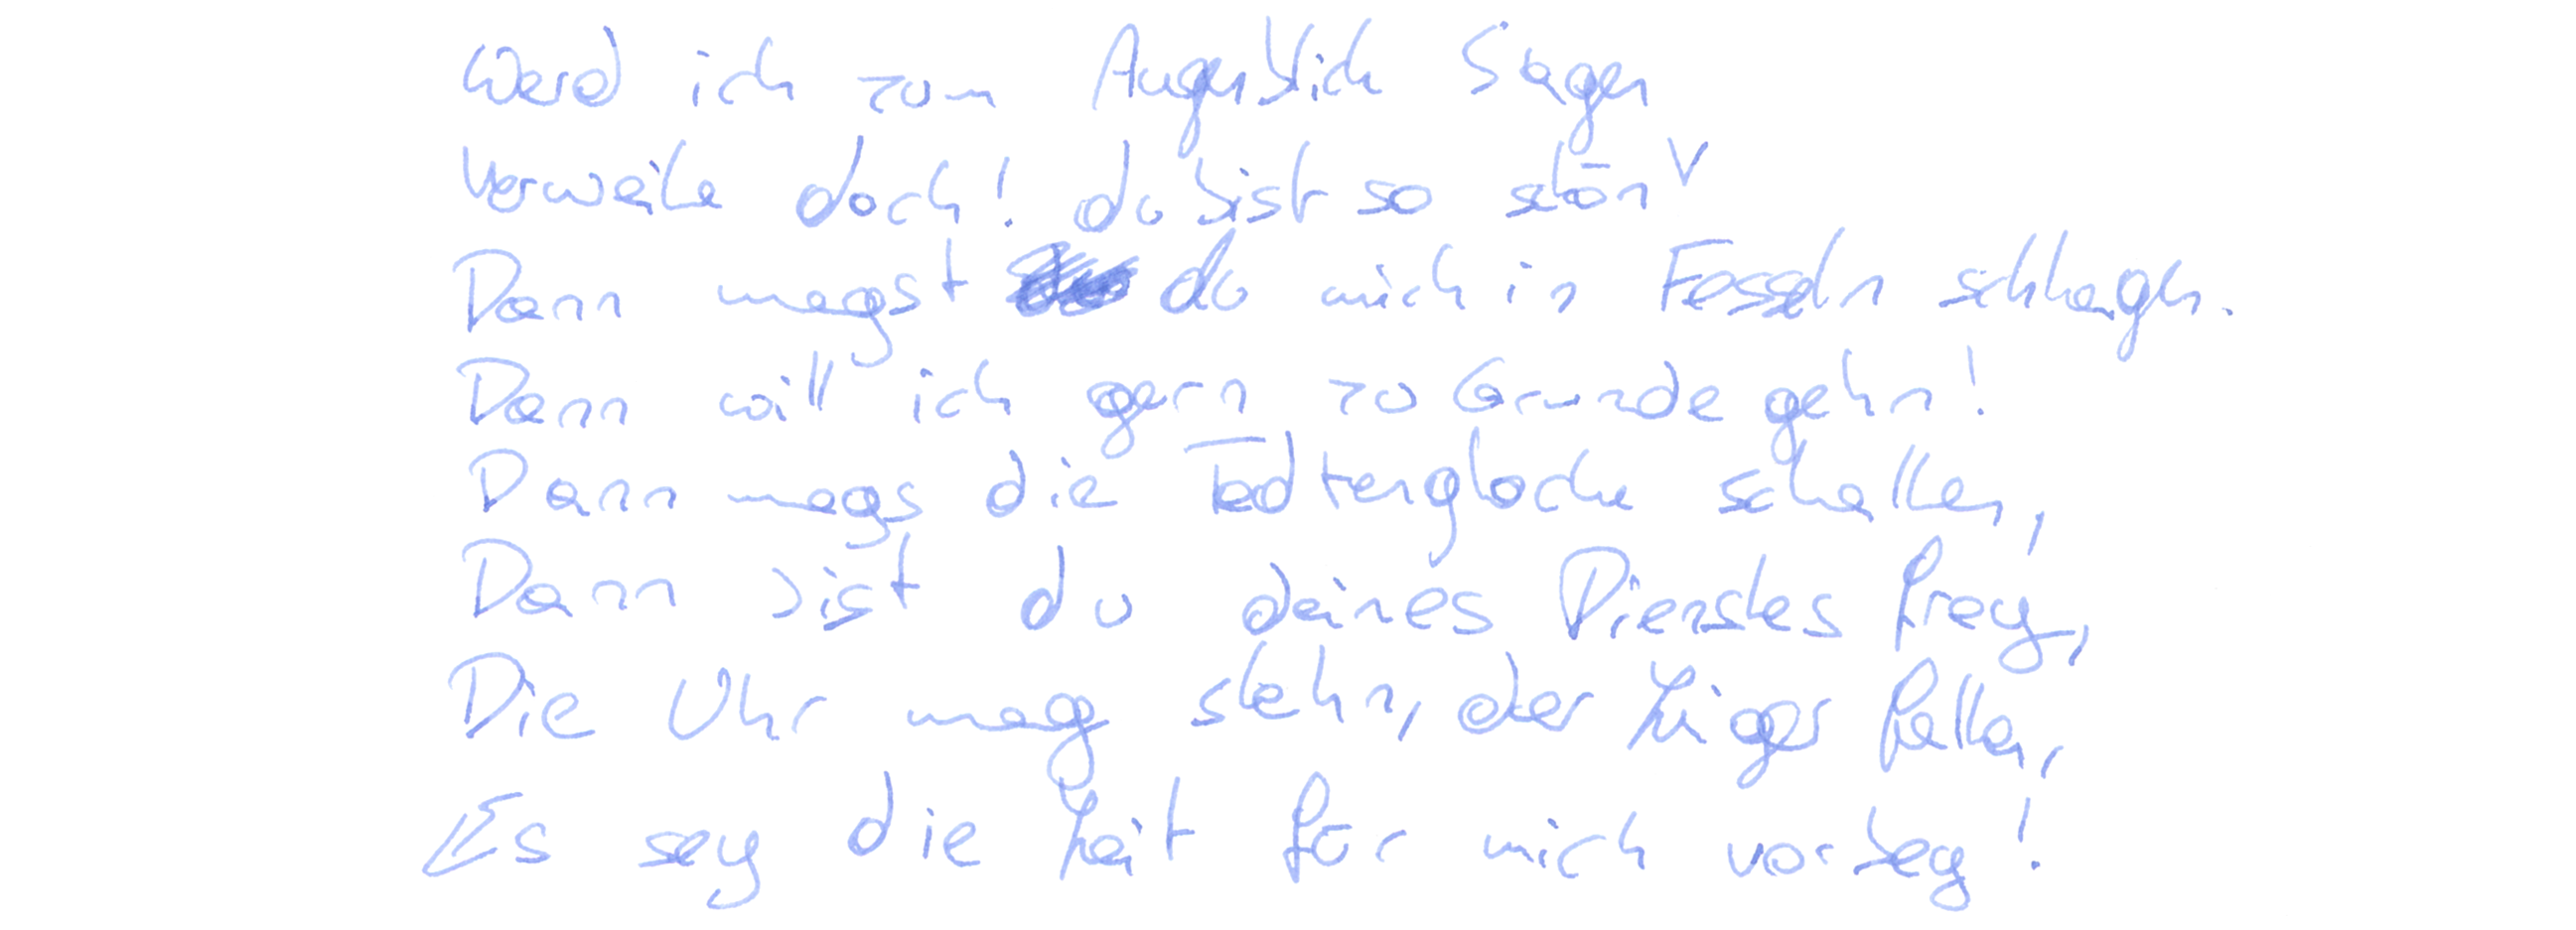 Werd ich zum Augenblick sagen
Verweile doch! du bist so schön
Dann magst du mich in Fesseln schlagen.
Dann will ich gern zu Grunde gehn!
Dann mags die Todtenglocke schallen,
Dann bist du deines Dienstes frey,
Die Uhr mag stehn, der Zeiger fallen,
Es sey die Zeit für mich vorbey!